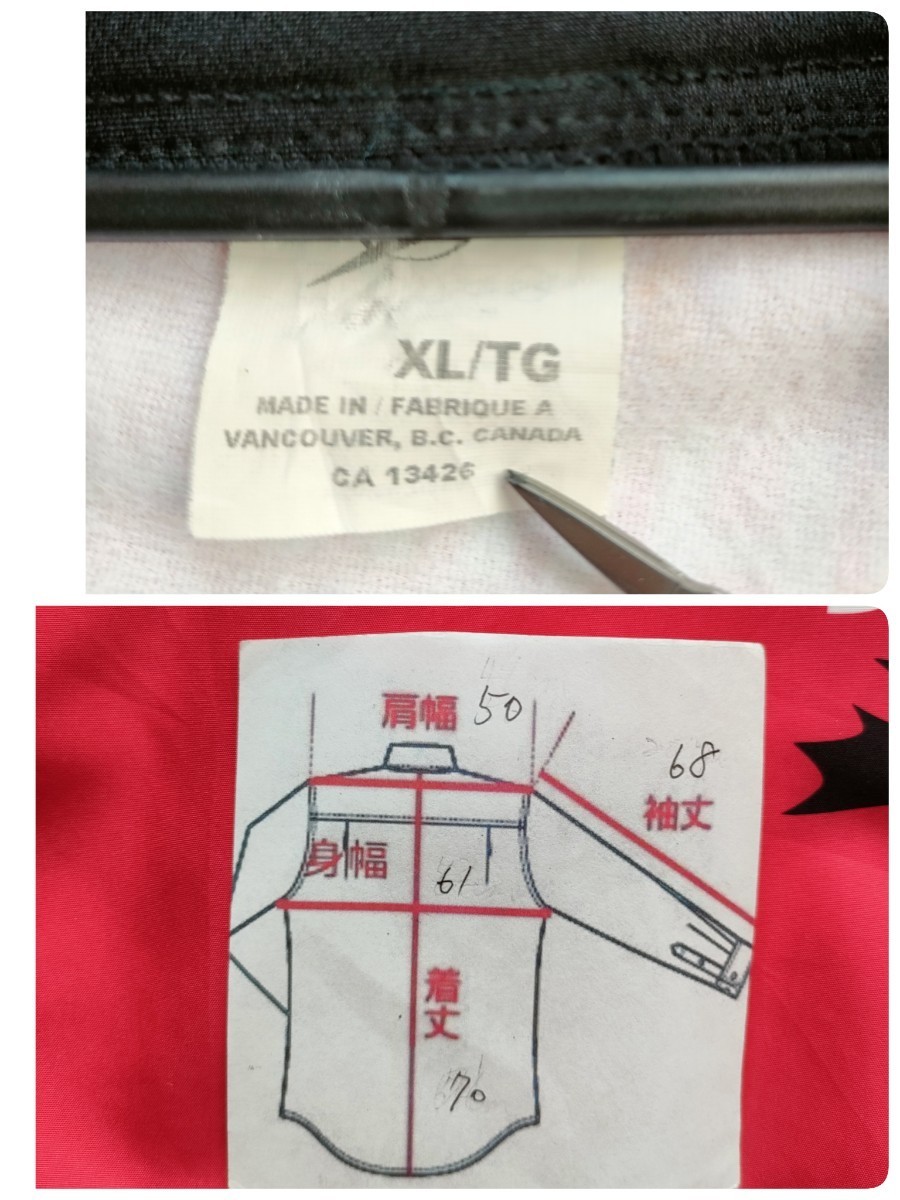 XL/TG
MADE IN / FABRIQUE A
VANCOUVER, B.C. CANADA
CA 13426
肩幅 50
68
袖丈
身幅
61
着丈
70